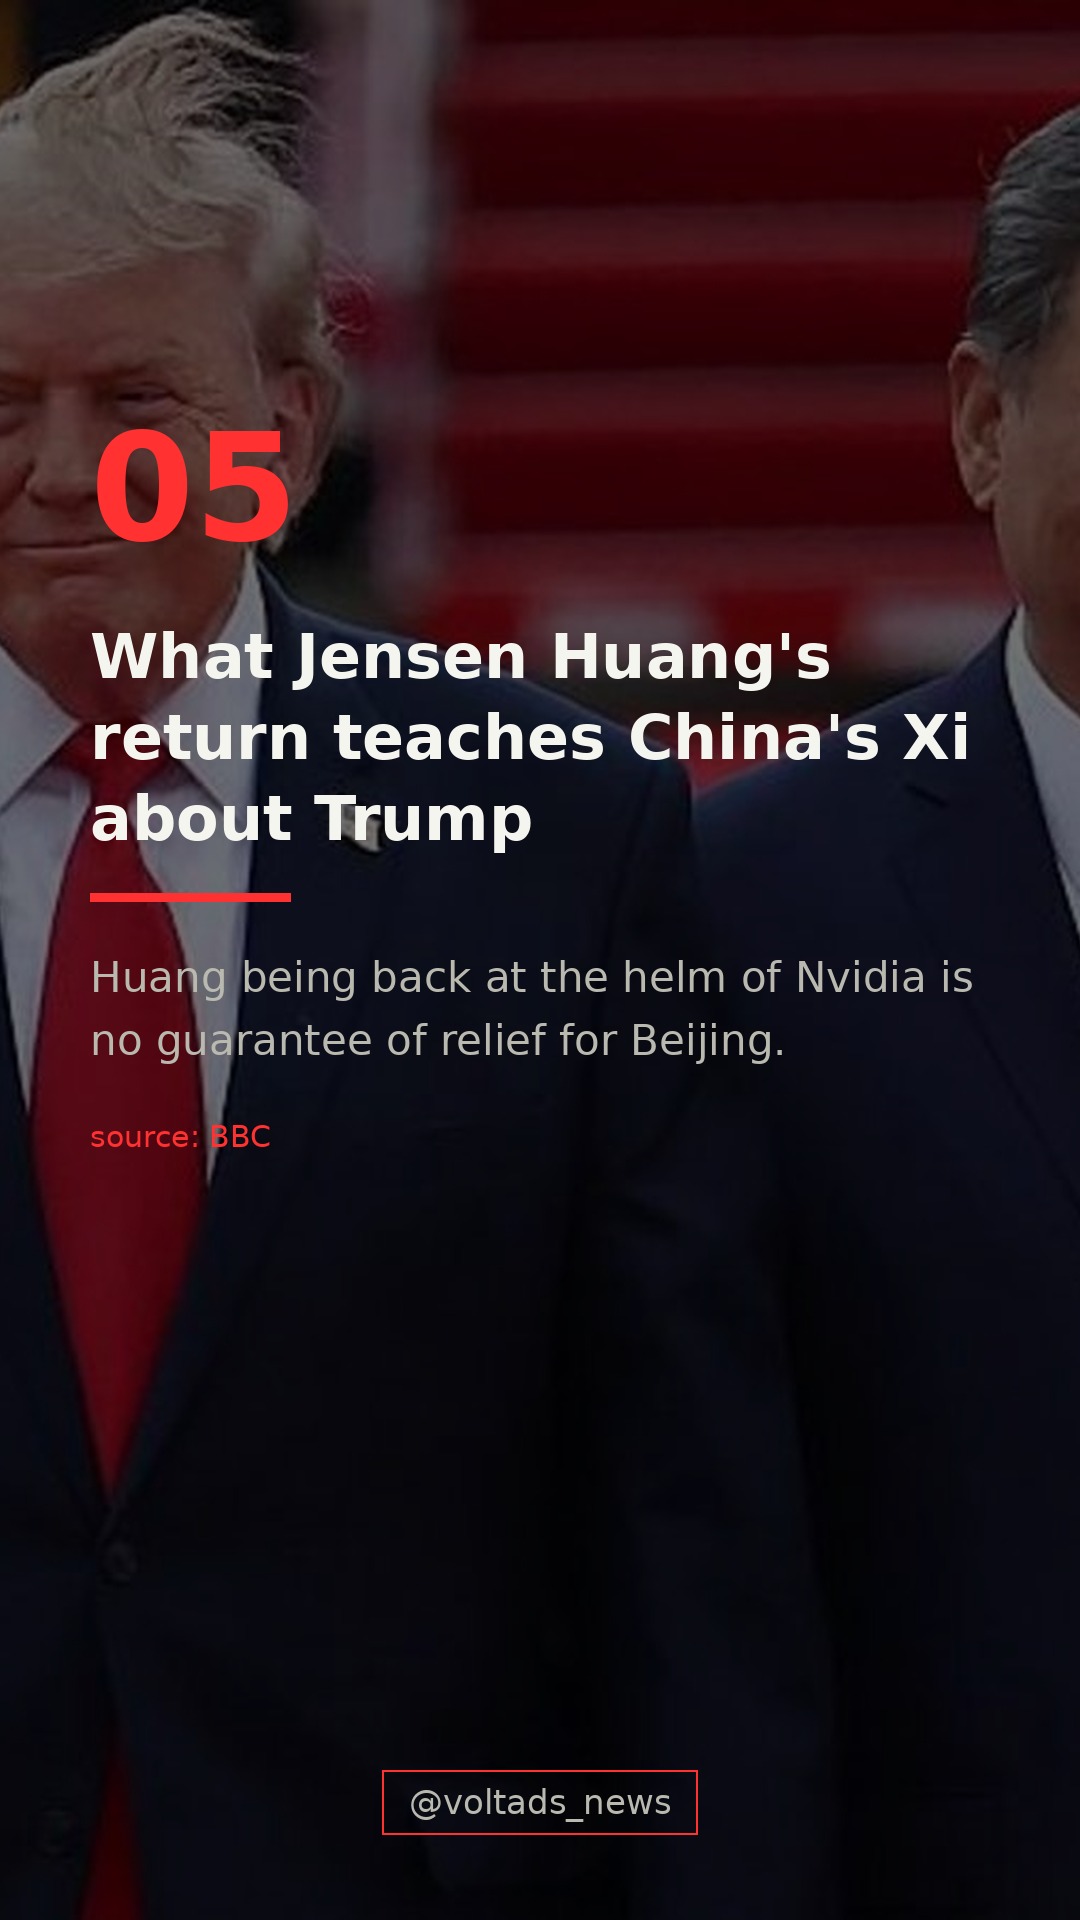 05
What Jensen Huang's
return teaches China's Xi
about Trump
Huang being back at the helm of Nvidia is
no guarantee of relief for Beijing.
source: BBC
@voltads_news